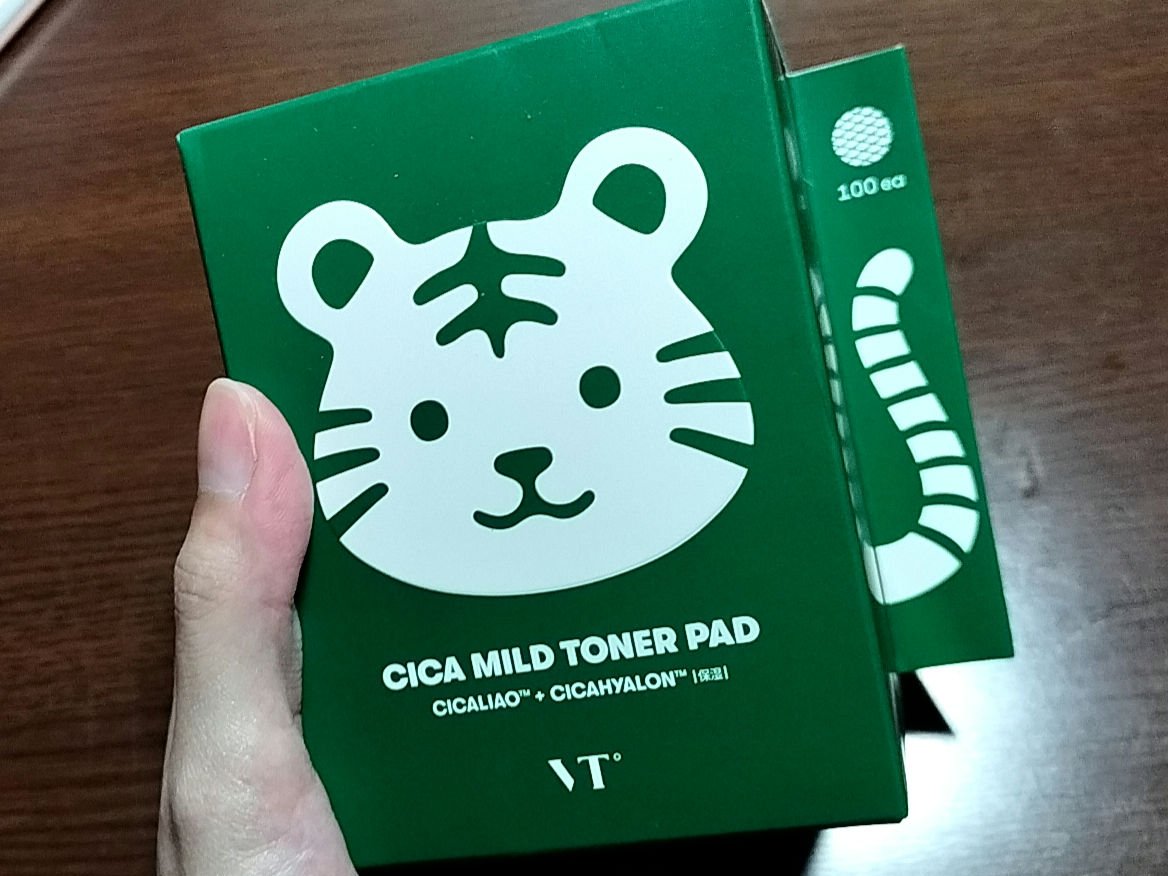 100 ea
CICA MILD TONER PAD
CICALIAO™ + CICAHYALON™ |保湿|
VT°